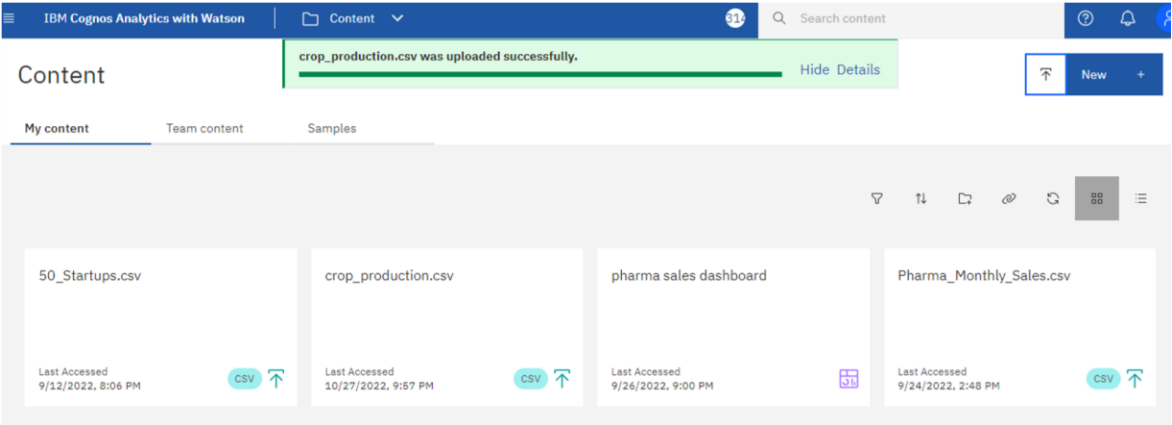 IBM Cognos Analytics with Watson
Content
314
Search content
crop_production.csv was uploaded successfully.
Hide Details
Content
New +
My content
Team content
Samples
50_Startups.csv
Last Accessed
9/12/2022, 8:06 PM
CSV
crop_production.csv
Last Accessed
10/27/2022, 9:57 PM
CSV
pharma sales dashboard
Last Accessed
9/26/2022, 9:00 PM
Pharma_Monthly_Sales.csv
Last Accessed
9/24/2022, 2:48 PM
CSV